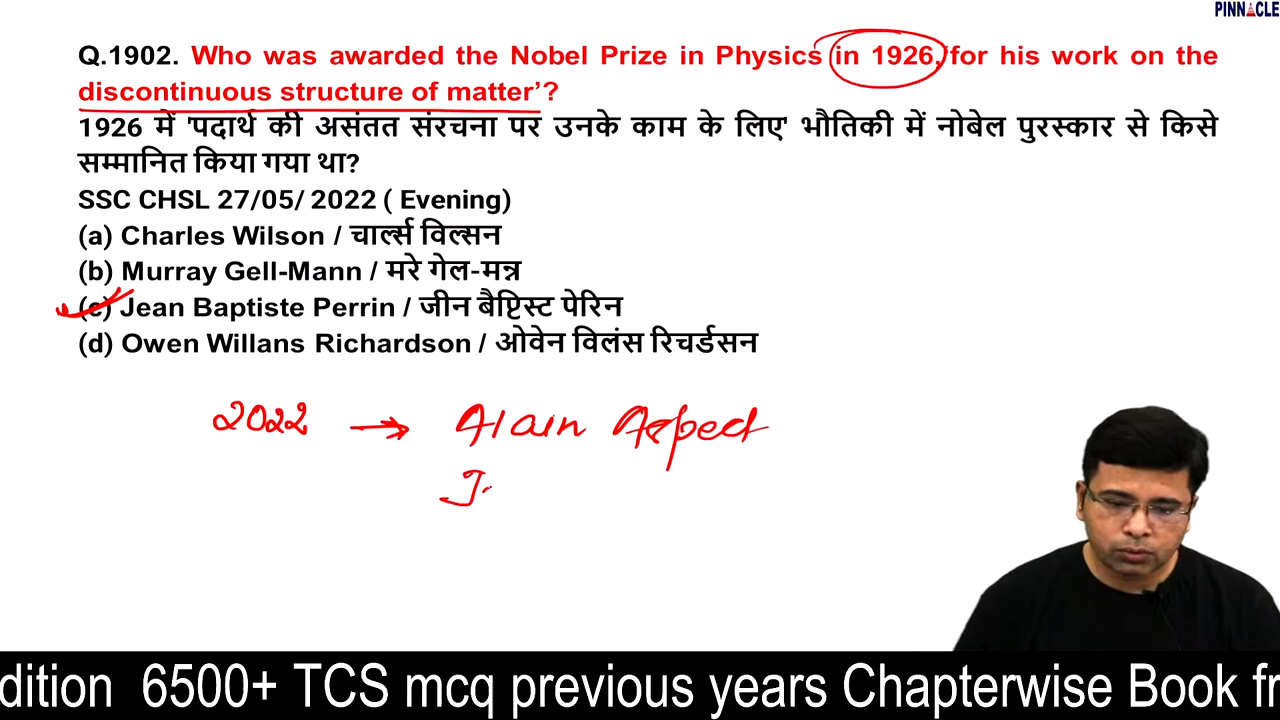 PINNACLE
Q.1902. Who was awarded the Nobel Prize in Physics in 1926,'for his work on the
discontinuous structure of matter'?
1926 में 'पदार्थ की असंतत संरचना पर उनके काम के लिए' भौतिकी में नोबेल पुरस्कार से किसे
सम्मानित किया गया था?
SSC CHSL 27/05/ 2022 ( Evening)
(a) Charles Wilson / चार्ल्स विल्सन
(b) Murray Gell-Mann / मरे गेल-मन्न
(c) Jean Baptiste Perrin / जीन बैप्टिस्ट पेरिन
(d) Owen Willans Richardson / ओवेन विलंस रिचर्डसन
2022 → Alain Aspect
J
dition 6500+ TCS mcq previous years Chapterwise Book fr